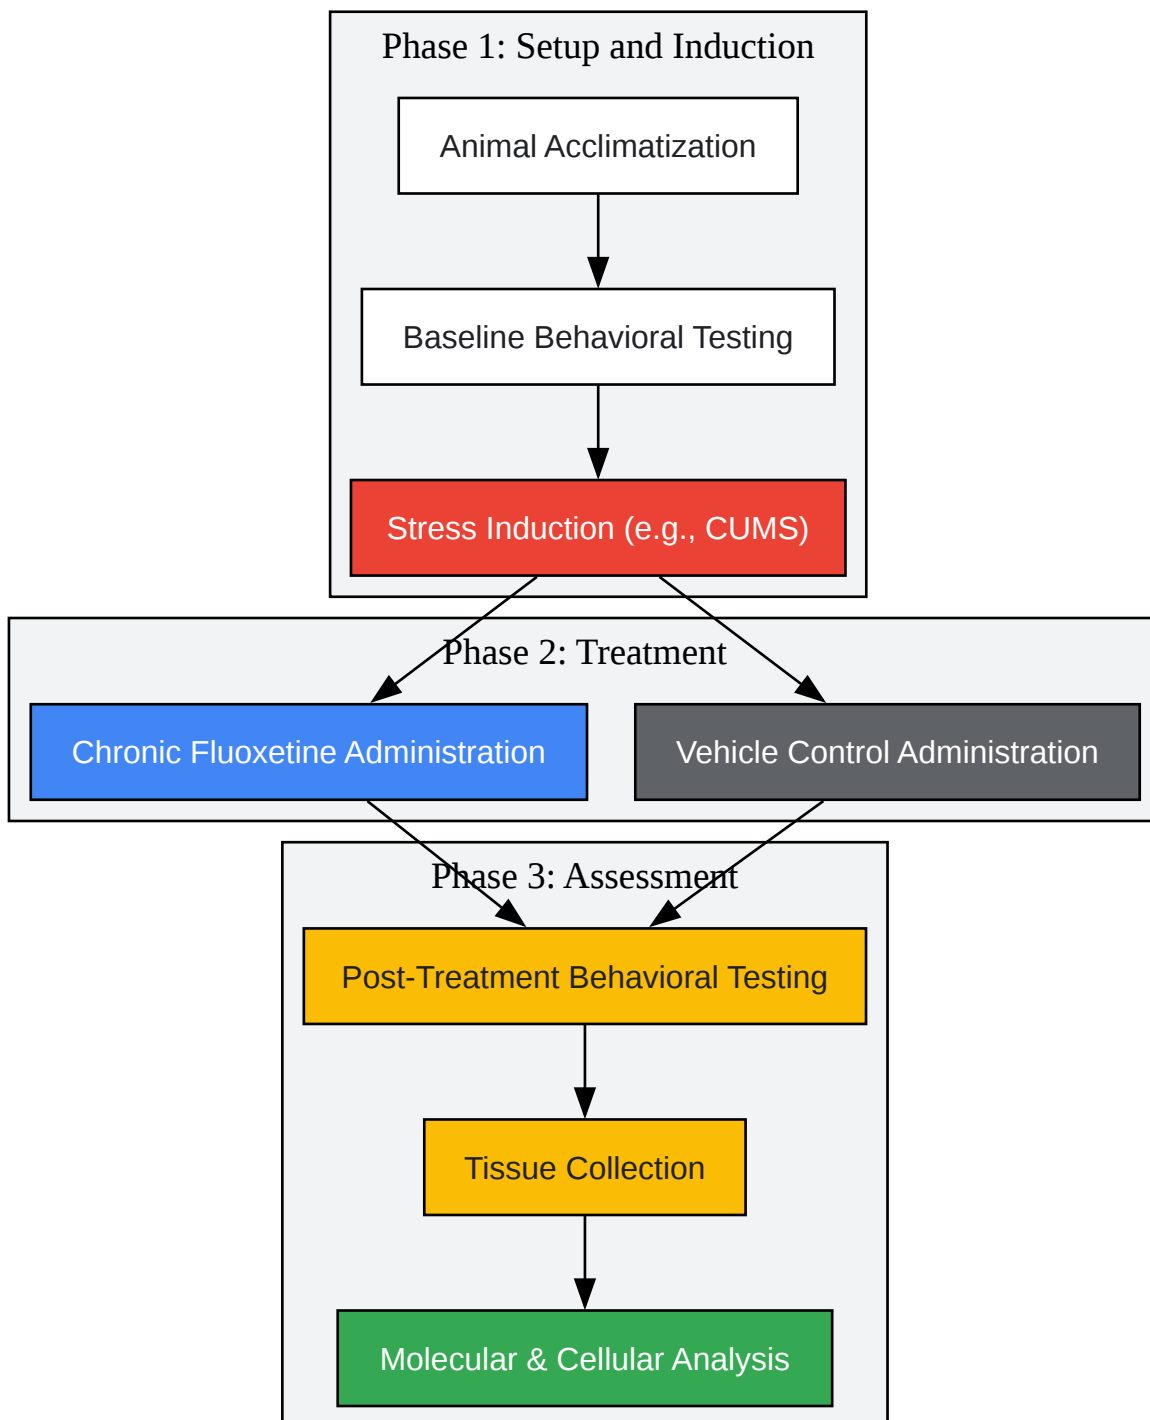 Phase 1: Setup and Induction
Animal Acclimatization
Baseline Behavioral Testing
Stress Induction (e.g., CUMS)
Phase 2: Treatment
Chronic Fluoxetine Administration
Vehicle Control Administration
Phase 3: Assessment
Post-Treatment Behavioral Testing
Tissue Collection
Molecular & Cellular Analysis